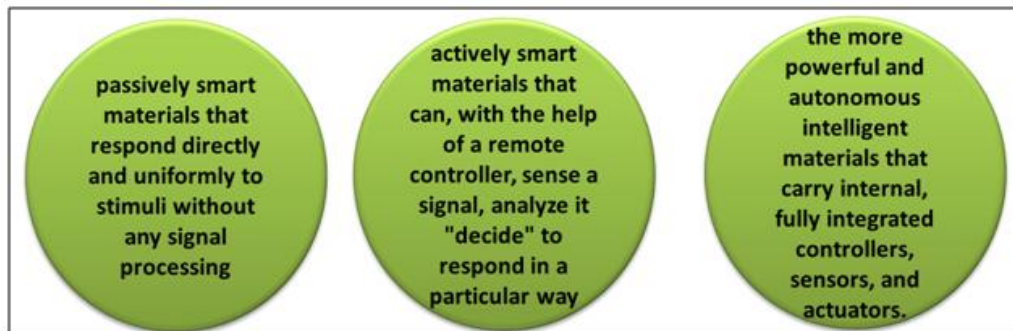 passively smart
materials that
respond directly
and uniformly to
stimuli without
any signal
processing
actively smart
materials that
can, with the help
of a remote
controller, sense a
signal, analyze it
"decide" to
respond in a
particular way
the more
powerful and
autonomous
intelligent
materials that
carry internal,
fully integrated
controllers,
sensors, and
actuators.